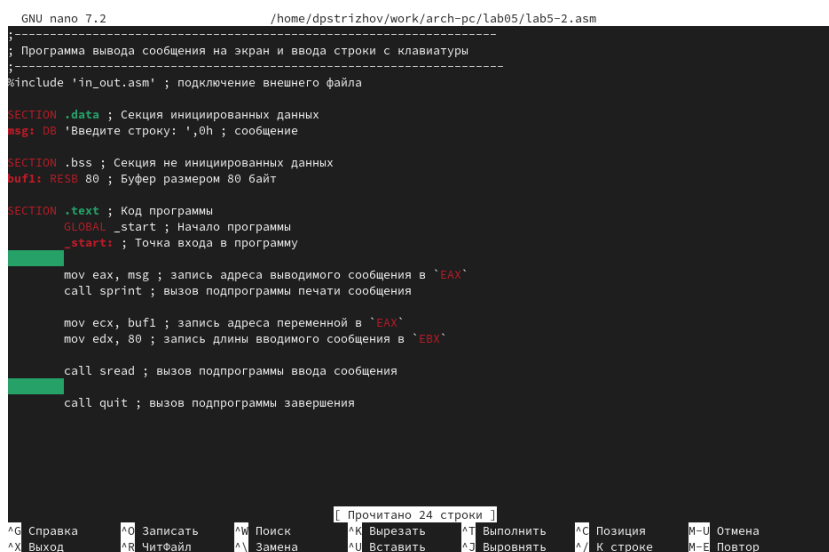 GNU nano 7.2 /home/dpstrizhov/work/arch-pc/lab05/lab5-2.asm
;-------------------------------------------------------------------
; Программа вывода сообщения на экран и ввода строки с клавиатуры
;--------------------------------------------------------------------
%include 'in_out.asm' ; подключение внешнего файла
SECTION .data ; Секция инициированных данных
msg: DB 'Введите строку: ',0h ; сообщение
SECTION .bss ; Секция не инициированных данных
buf1: RESB 80 ; Буфер размером 80 байт
SECTION .text ; Код программы
GLOBAL _start ; Начало программы
_start: ; Точка входа в программу
mov eax, msg ; запись адреса выводимого сообщения в `EAX`
call sprint ; вызов подпрограммы печати сообщения
mov ecx, buf1 ; запись адреса переменной в `EAX`
mov edx, 80 ; запись длины вводимого сообщения в `EBX`
call sread ; вызов подпрограммы ввода сообщения
call quit ; вызов подпрограммы завершения
[ Прочитано 24 строки ]
^G Справка ^O Записать ^W Поиск ^K Вырезать ^T Выполнить ^C Позиция M-U Отмена
^X Выход ^R ЧитФайл ^\ Замена ^U Вставить ^J Выровнять ^/ К строке M-E Повтор